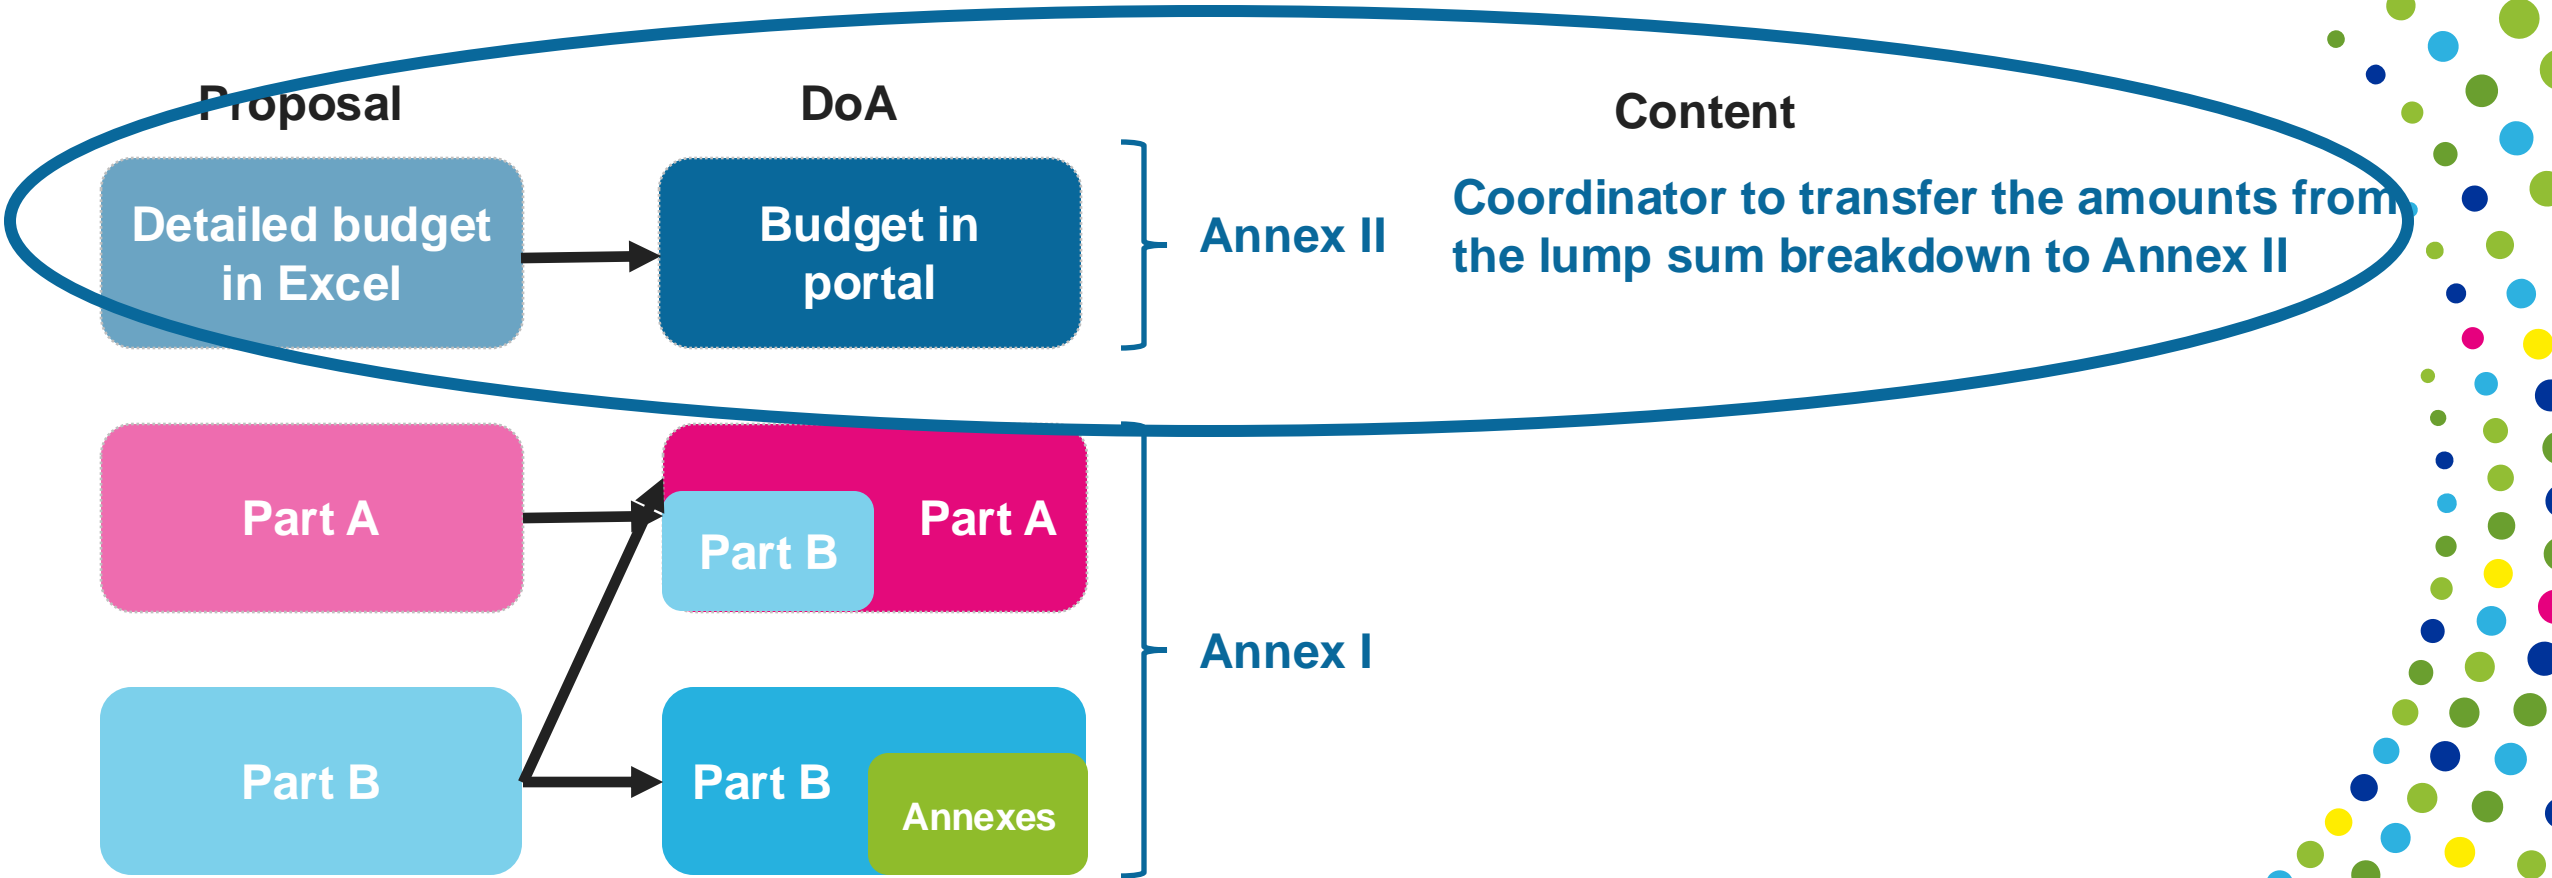 Proposal
DoA
Content
Detailed budget
in Excel
Budget in
portal
Annex II
Coordinator to transfer the amounts from
the lump sum breakdown to Annex II
Part A
Part B
Part A
Annex I
Part B
Part B
Annexes